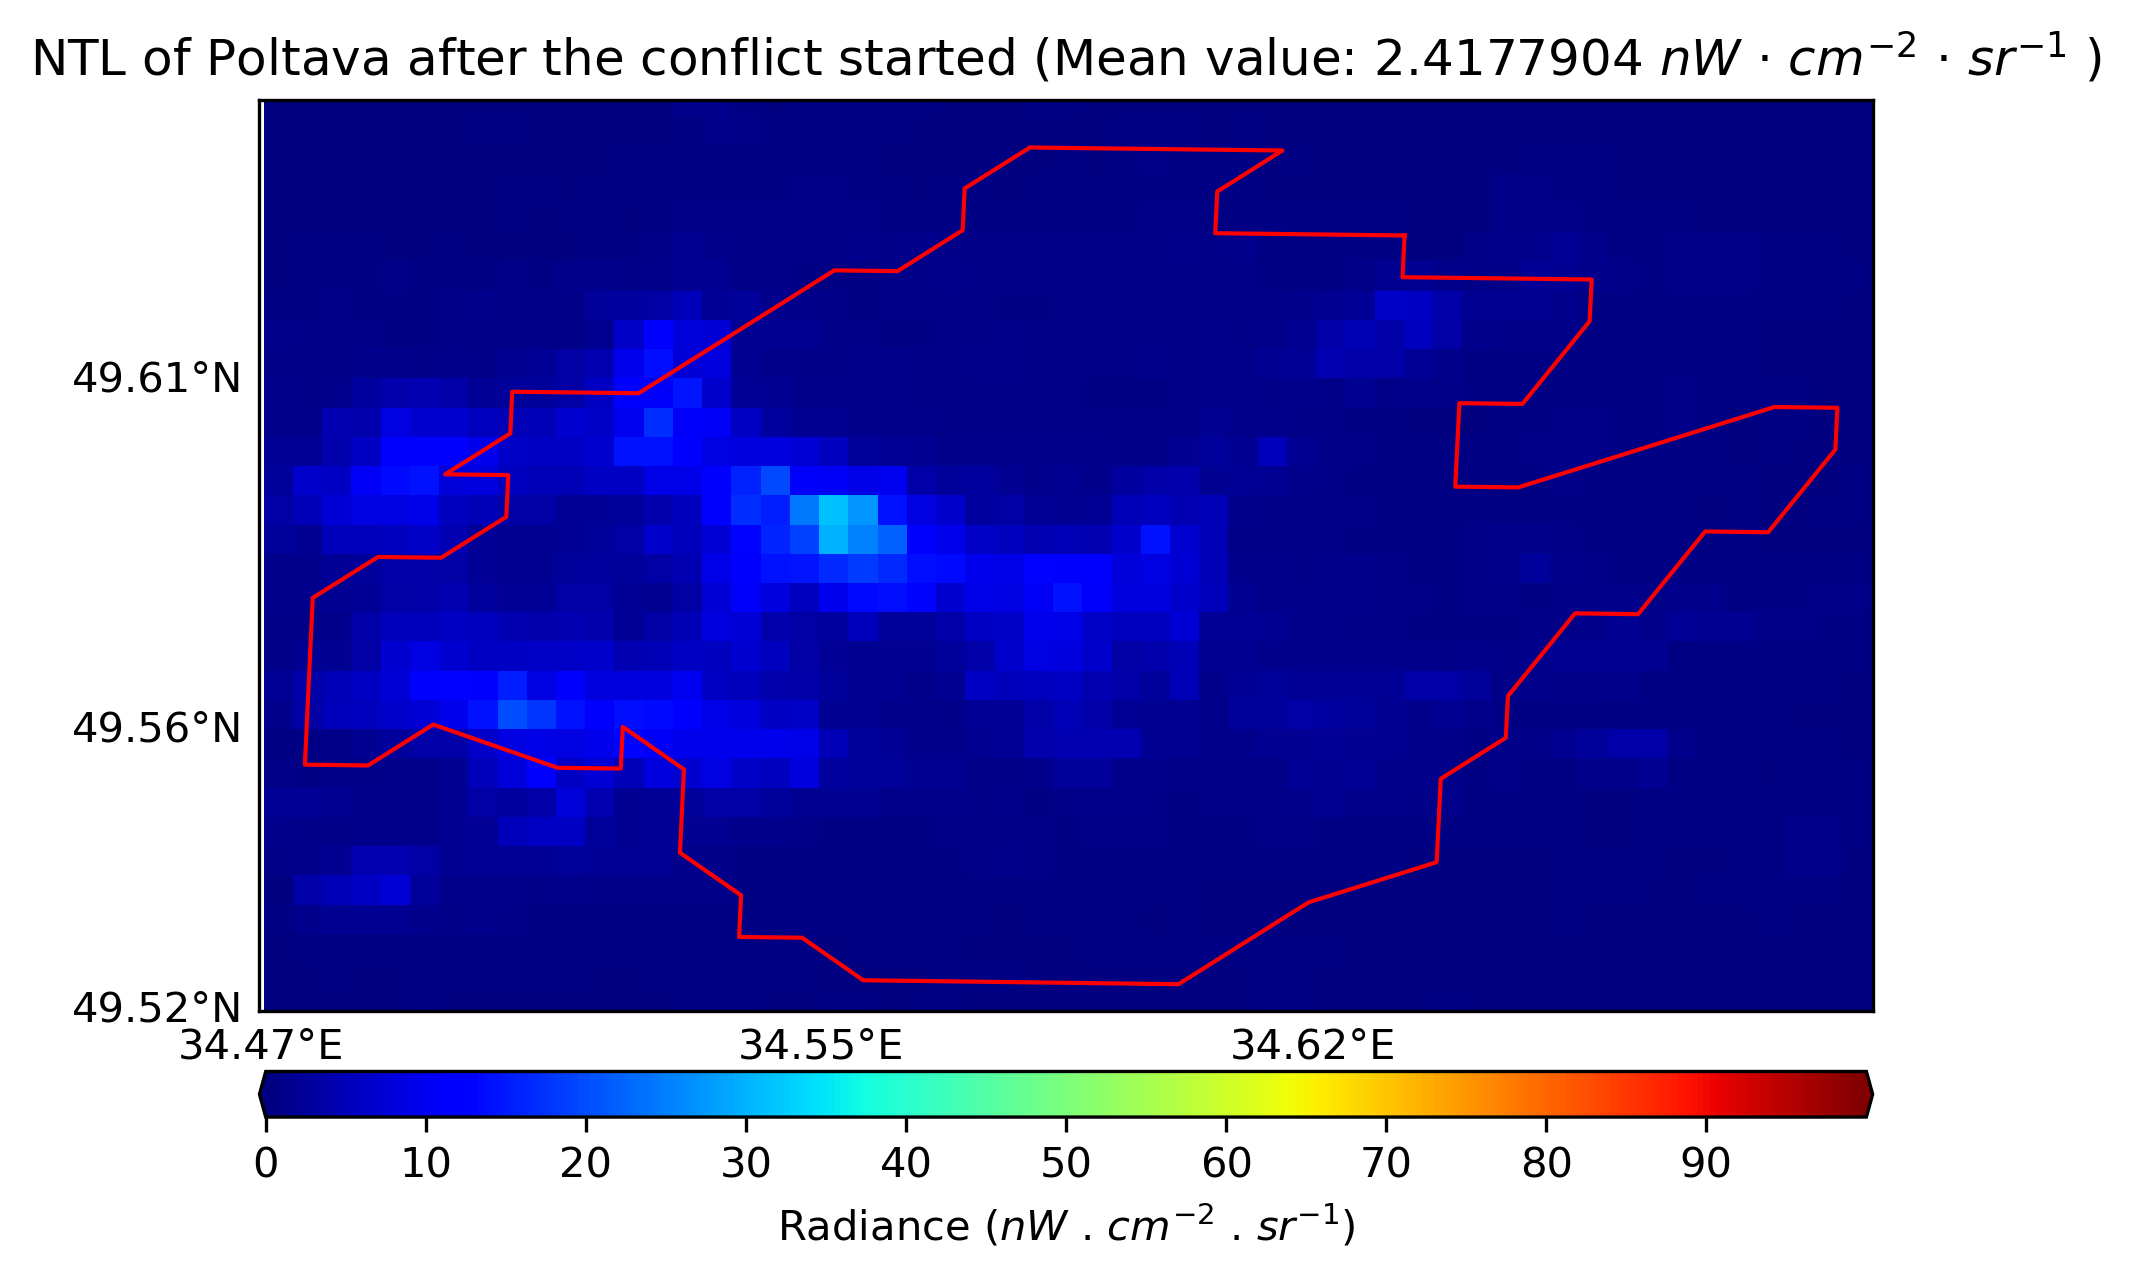 NTL of Poltava after the conflict started (Mean value: 2.4177904 nW · cm⁻² · sr⁻¹ )
49.61°N
49.56°N
49.52°N
34.47°E 34.55°E 34.62°E
0 10 20 30 40 50 60 70 80 90
Radiance (nW . cm⁻² . sr⁻¹)